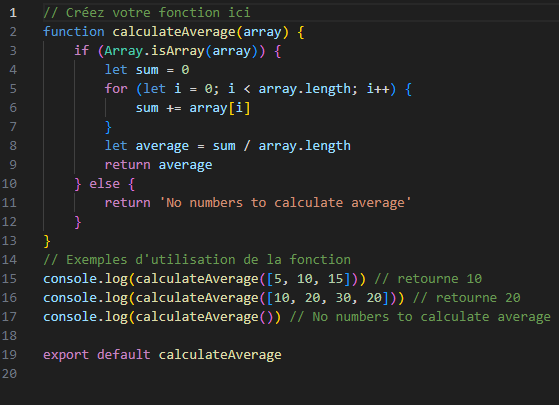 1 // Créez votre fonction ici
2 function calculateAverage(array) {
3     if (Array.isArray(array)) {
4         let sum = 0
5         for (let i = 0; i < array.length; i++) {
6             sum += array[i]
7         }
8         let average = sum / array.length
9         return average
10     } else {
11         return 'No numbers to calculate average'
12     }
13 }
14 // Exemples d'utilisation de la fonction
15 console.log(calculateAverage([5, 10, 15])) // retourne 10
16 console.log(calculateAverage([10, 20, 30, 20])) // retourne 20
17 console.log(calculateAverage()) // No numbers to calculate average
18
19 export default calculateAverage
20